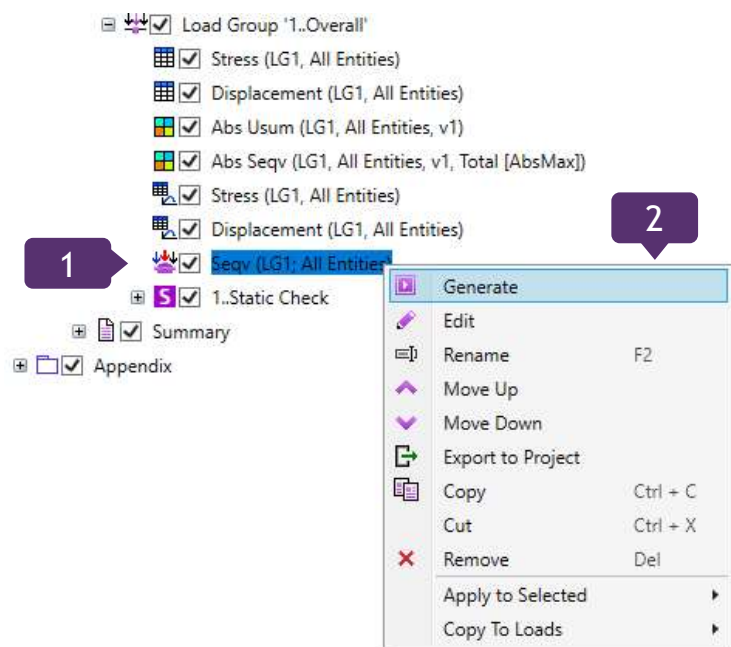 Load Group '1..Overall'
Stress (LG1, All Entities)
Displacement (LG1, All Entities)
Abs Usum (LG1, All Entities, v1)
Abs Seqv (LG1, All Entities, v1, Total [AbsMax])
Stress (LG1, All Entities)
Displacement (LG1, All Entities)
2
1
Seqv (LG1; All Entities)
Generate
S 1..Static Check
Edit
Summary
Rename F2
Appendix
Move Up
Move Down
Export to Project
Copy Ctrl + C
Cut Ctrl + X
Remove Del
Apply to Selected
Copy To Loads